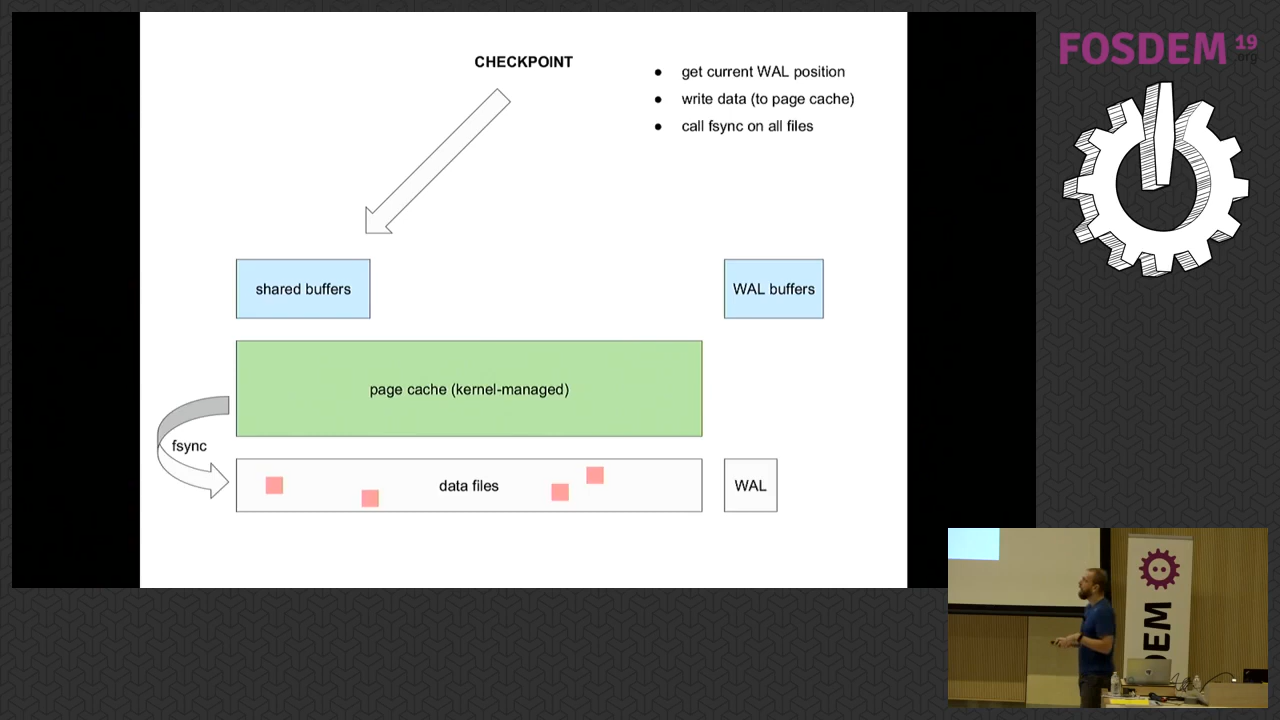 CHECKPOINT
● get current WAL position
● write data (to page cache)
● call fsync on all files
shared buffers
WAL buffers
page cache (kernel-managed)
fsync
data files
WAL
FOSDEM 19
.org
DEM